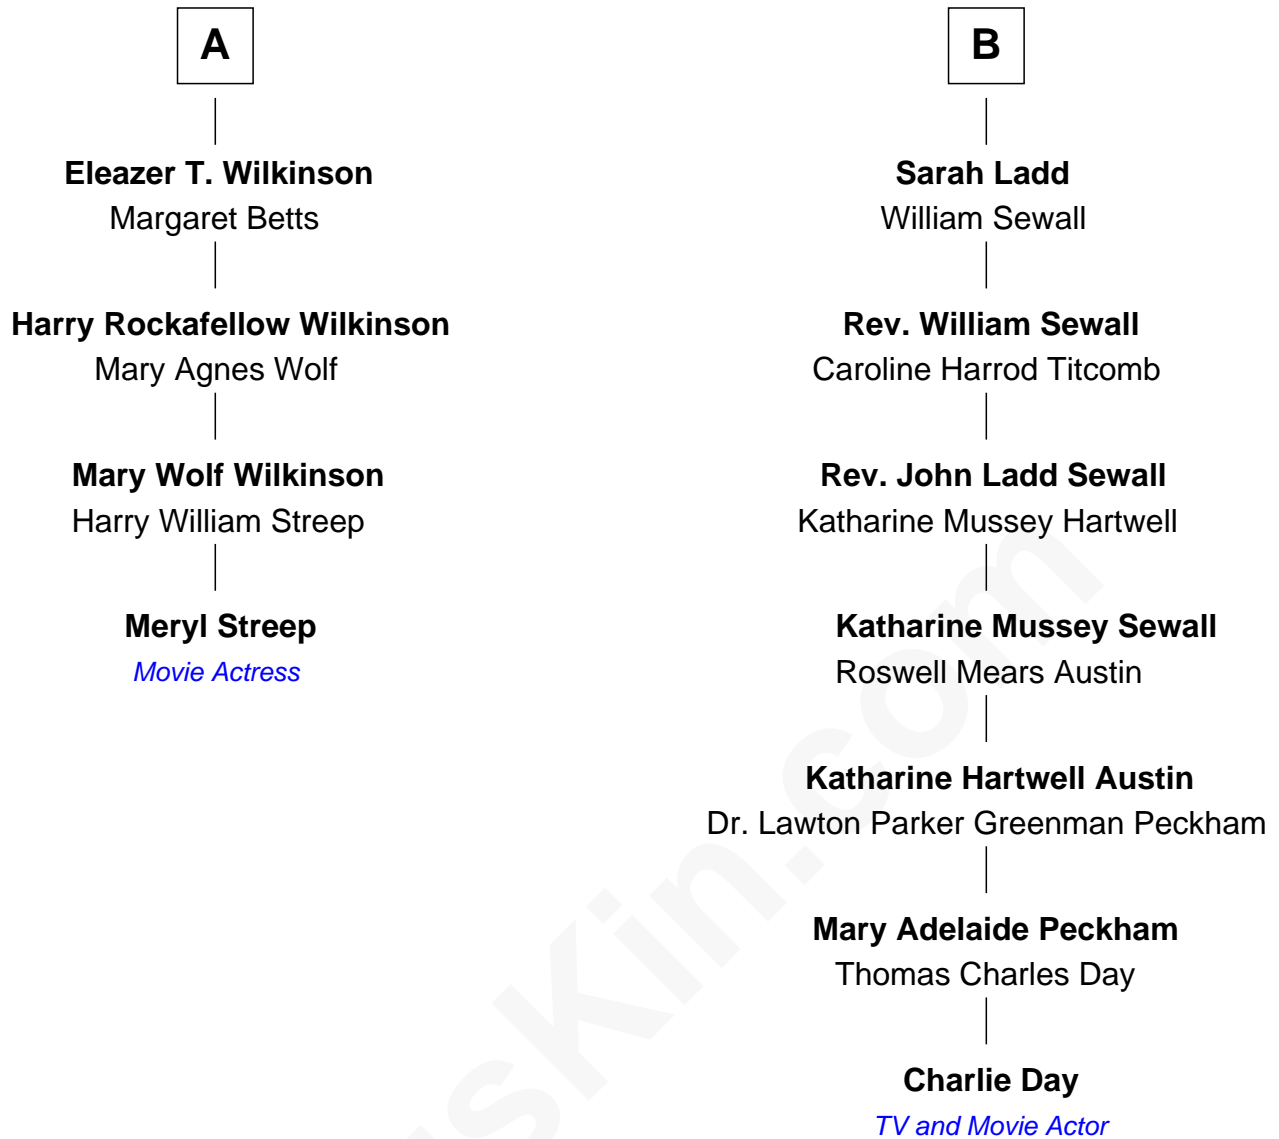 A
Eleazer T. Wilkinson
Margaret Betts
Harry Rockafellow Wilkinson
Mary Agnes Wolf
Mary Wolf Wilkinson
Harry William Streep
Meryl Streep
Movie Actress
B
Sarah Ladd
William Sewall
Rev. William Sewall
Caroline Harrod Titcomb
Rev. John Ladd Sewall
Katharine Mussey Hartwell
Katharine Mussey Sewall
Roswell Mears Austin
Katharine Hartwell Austin
Dr. Lawton Parker Greenman Peckham
Mary Adelaide Peckham
Thomas Charles Day
Charlie Day
TV and Movie Actor